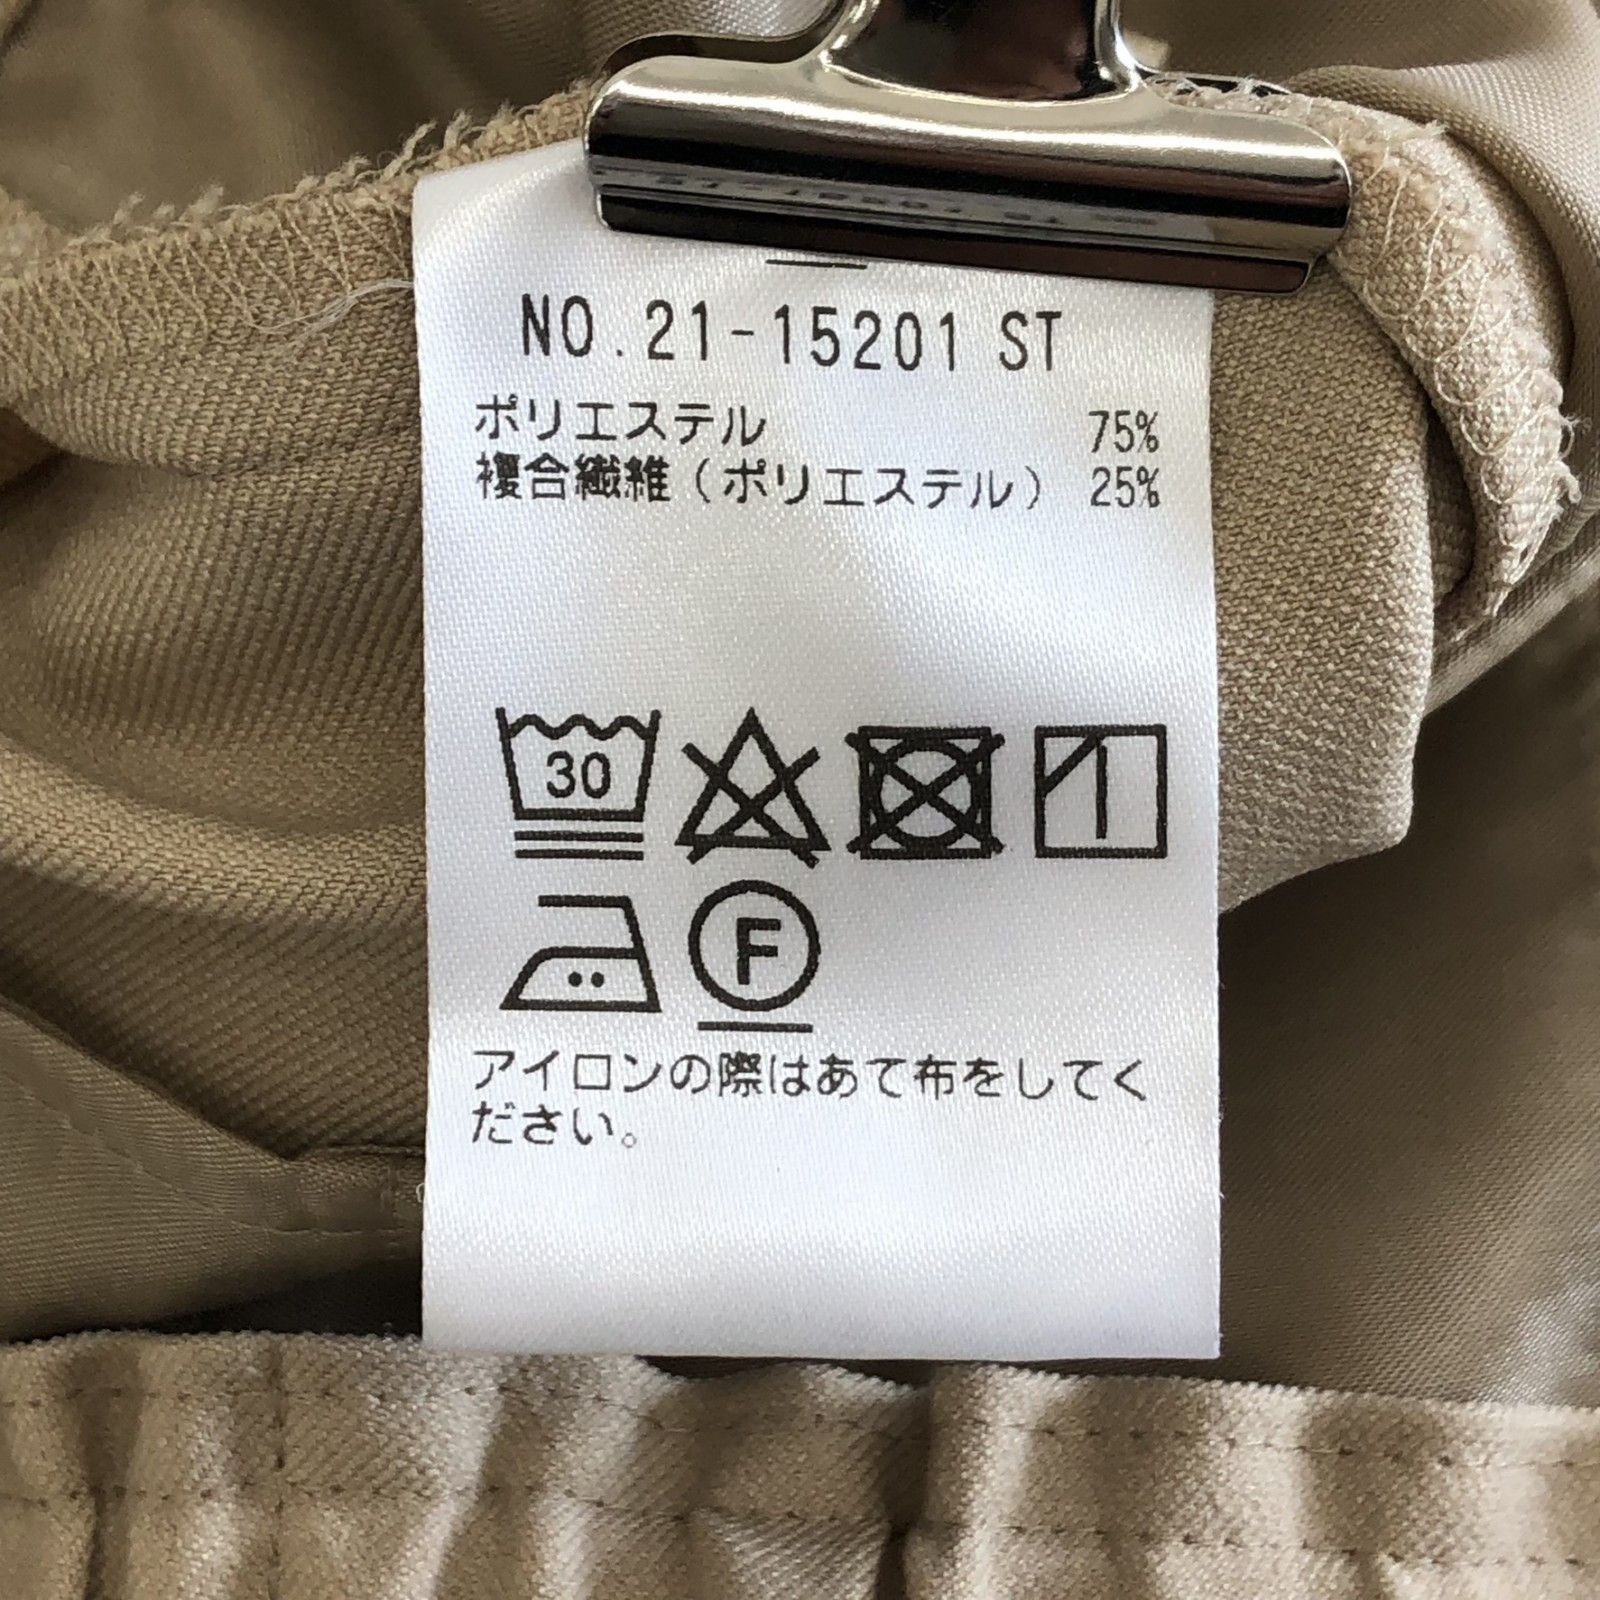 NO.21-15201 ST
ポリエステル 75%
複合繊維(ポリエステル) 25%
30
F
アイロンの際はあて布をしてく
ださい。